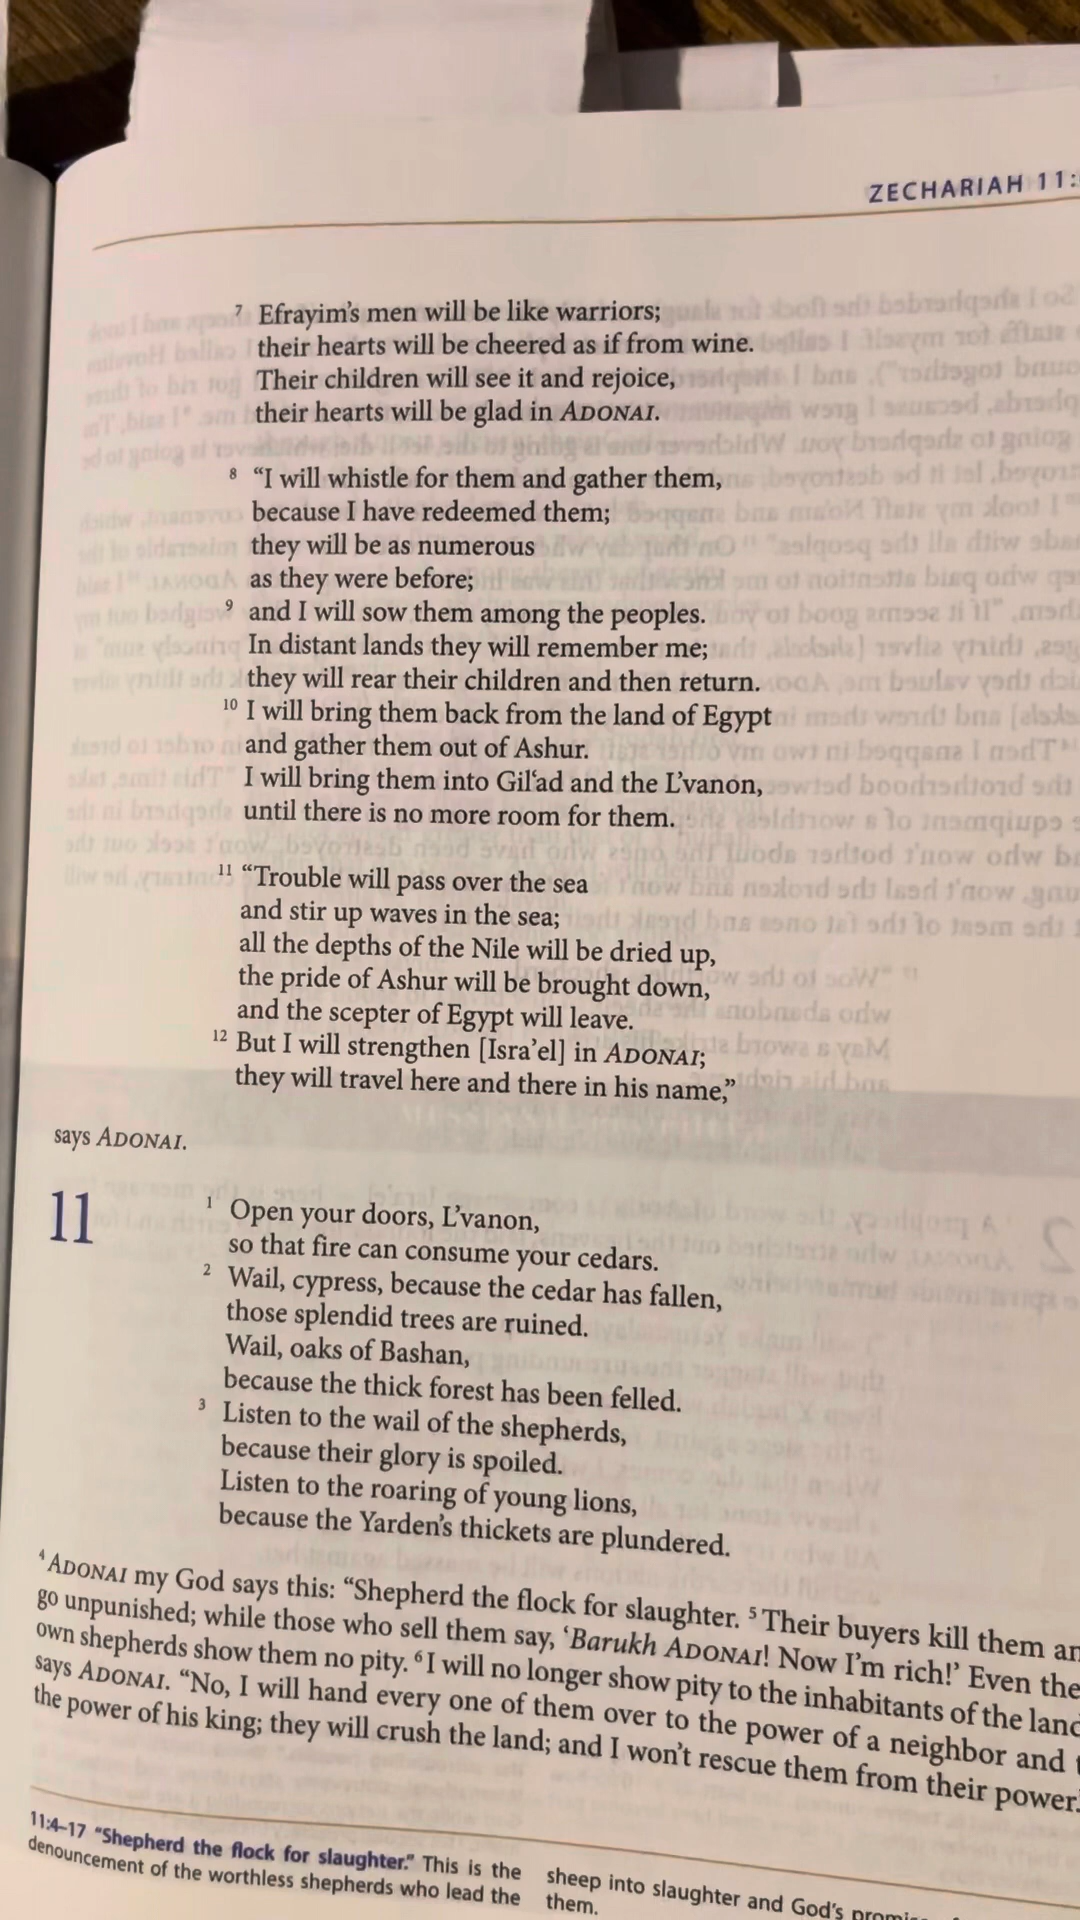 ZECHARIAH 11:
7 Efrayim's men will be like warriors;
their hearts will be cheered as if from wine.
Their children will see it and rejoice,
their hearts will be glad in ADONAI.
8 “I will whistle for them and gather them,
because I have redeemed them;
they will be as numerous
as they were before;
9 and I will sow them among the peoples.
In distant lands they will remember me;
they will rear their children and then return.
10 I will bring them back from the land of Egypt
and gather them out of Ashur.
I will bring them into Gil‘ad and the L'vanon,
until there is no more room for them.
11 “Trouble will pass over the sea
and stir up waves in the sea;
all the depths of the Nile will be dried up,
the pride of Ashur will be brought down,
and the scepter of Egypt will leave.
12 But I will strengthen [Isra'el] in ADONAI;
they will travel here and there in his name,”
says ADONAI.
11
1 Open your doors, L'vanon,
so that fire can consume your cedars.
2 Wail, cypress, because the cedar has fallen,
those splendid trees are ruined.
Wail, oaks of Bashan,
because the thick forest has been felled.
3 Listen to the wail of the shepherds,
because their glory is spoiled.
Listen to the roaring of young lions,
because the Yarden's thickets are plundered.
4 ADONAI my God says this: “Shepherd the flock for slaughter. 5 Their buyers kill them
go unpunished; while those who sell them say, ‘Barukh ADONAI! Now I'm rich!’ Even
own shepherds show them no pity. 6 I will no longer show pity to the inhabitants of the
says ADONAI. “No, I will hand every one of them over to the power of a neighbor and
the power of his king; they will crush the land; and I won't rescue them from their power.
11:4–17 “Shepherd the flock for slaughter.” This is the
denouncement of the worthless shepherds who lead the
sheep into slaughter and God's
them.